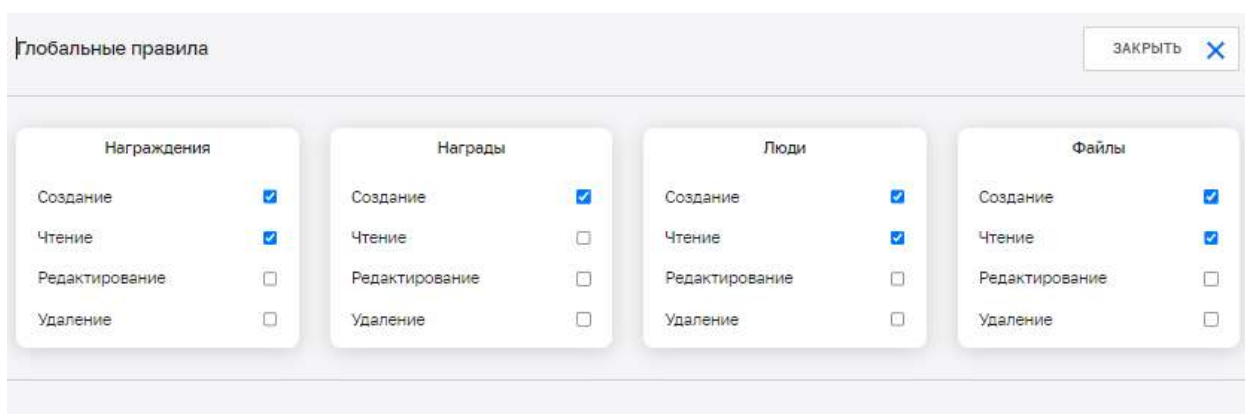 Глобальные правила
ЗАКРЫТЬ
Награждения
Создание
Чтение
Редактирование
Удаление
Награды
Создание
Чтение
Редактирование
Удаление
Люди
Создание
Чтение
Редактирование
Удаление
Файлы
Создание
Чтение
Редактирование
Удаление